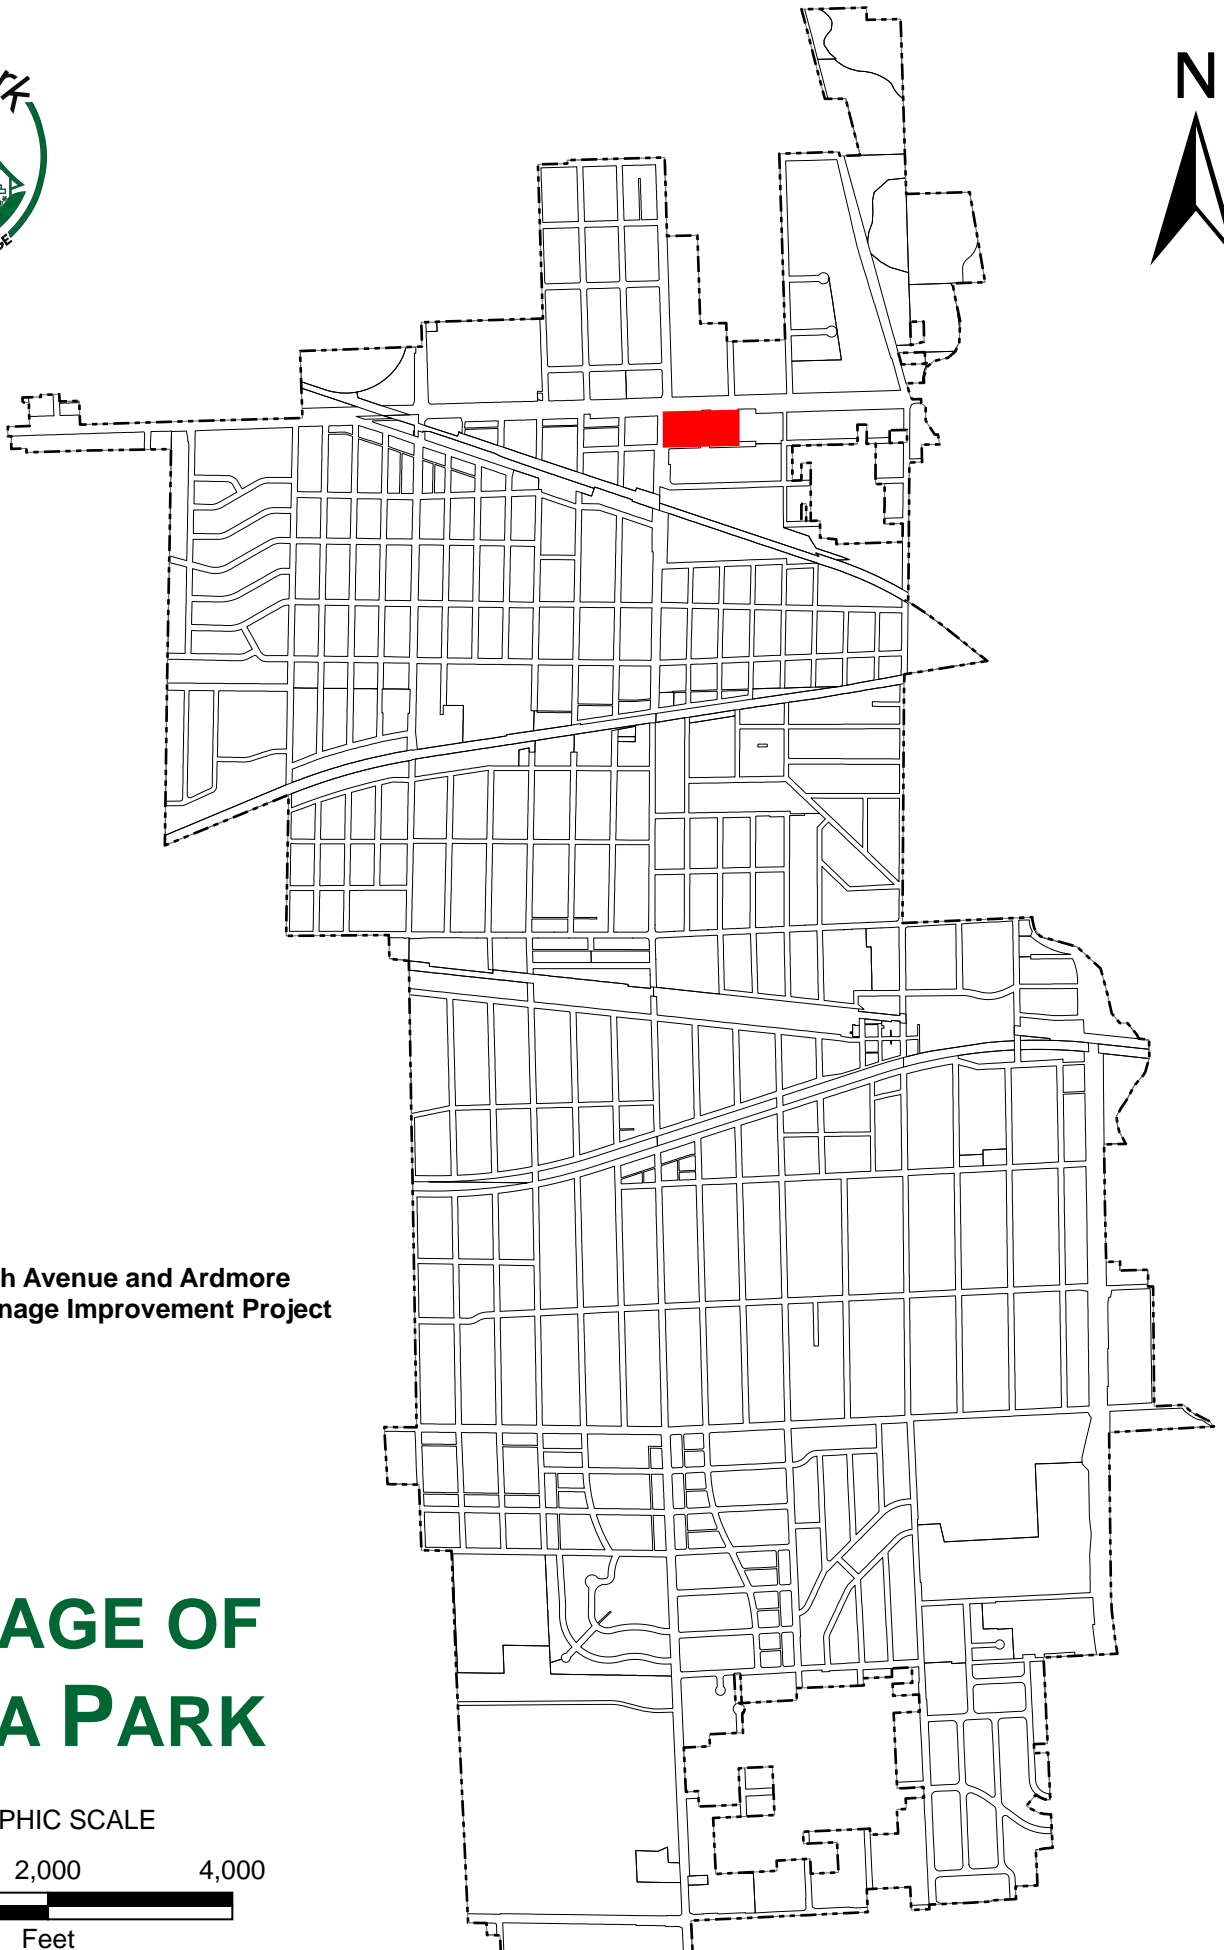 N
h Avenue and Ardmore
nage Improvement Project
AGE OF
A PARK
PHIC SCALE
2,000 4,000
Feet